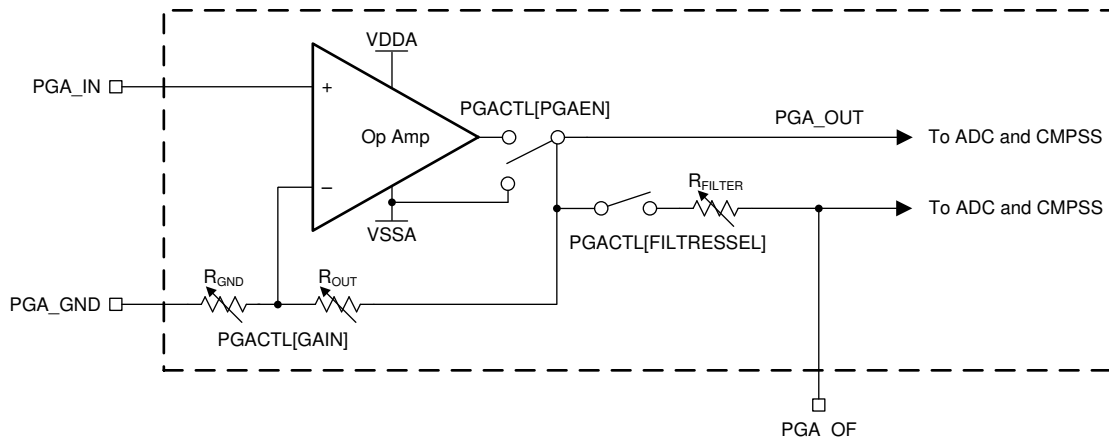 VDDA
PGA_IN
+
PGACTL[PGAEN]
PGA_OUT
Op Amp
To ADC and CMPSS
−
RFILTER
To ADC and CMPSS
VSSA
PGACTL[FILTRESSEL]
RGND
ROUT
PGA_GND
PGACTL[GAIN]
PGA_OF